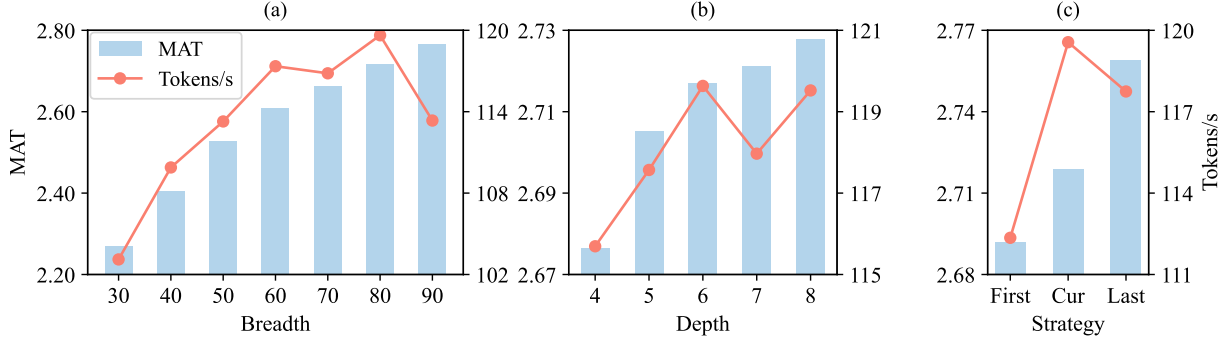 (a)
2.80
2.60
2.40
2.20
MAT
MAT
Tokens/s
120
114
108
102
30 40 50 60 70 80 90
Breadth
(b)
2.73
2.71
2.69
2.67
121
119
117
115
4 5 6 7 8
Depth
(c)
2.77
2.74
2.71
2.68
120
117
114
111
Tokens/s
First Cur Last
Strategy